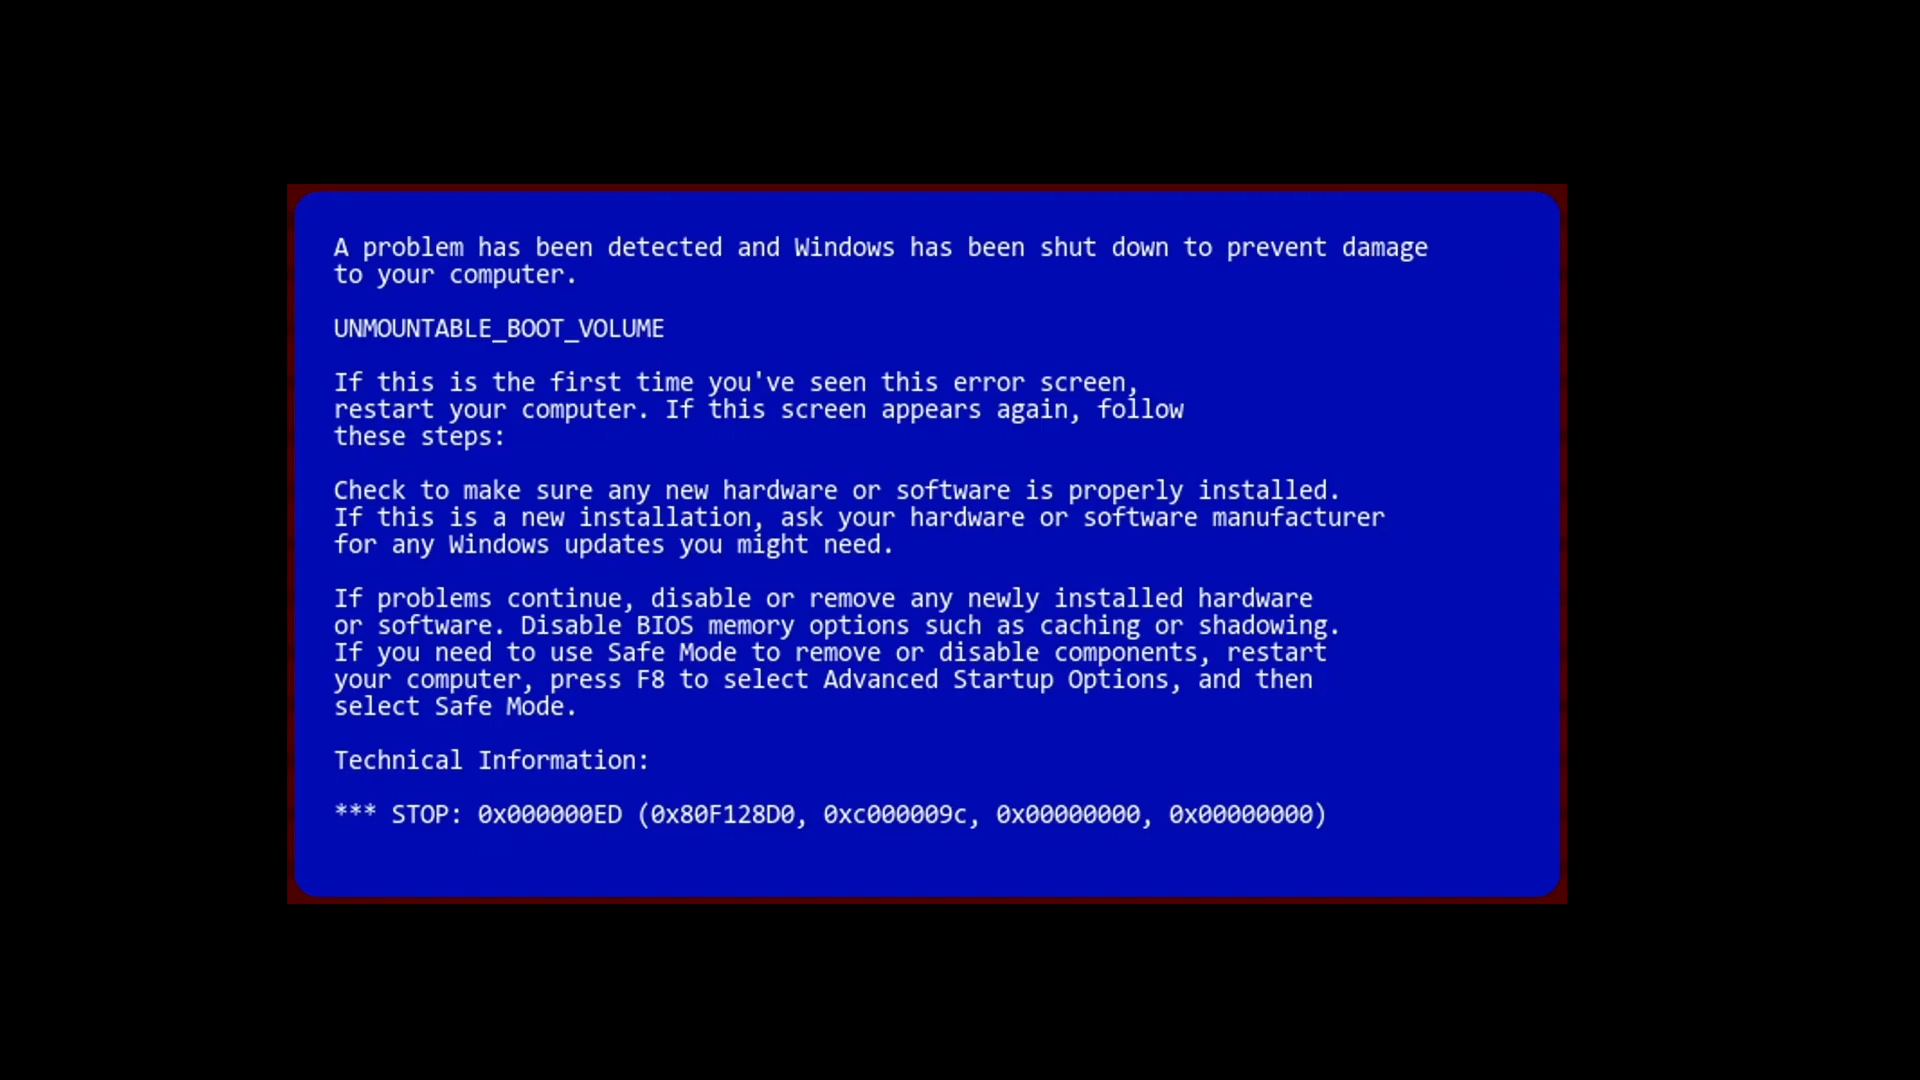 A problem has been detected and Windows has been shut down to prevent damage
to your computer.
UNMOUNTABLE_BOOT_VOLUME
If this is the first time you've seen this error screen,
restart your computer. If this screen appears again, follow
these steps:
Check to make sure any new hardware or software is properly installed.
If this is a new installation, ask your hardware or software manufacturer
for any Windows updates you might need.
If problems continue, disable or remove any newly installed hardware
or software. Disable BIOS memory options such as caching or shadowing.
If you need to use Safe Mode to remove or disable components, restart
your computer, press F8 to select Advanced Startup Options, and then
select Safe Mode.
Technical Information:
*** STOP: 0x000000ED (0x80F128D0, 0xc000009c, 0x00000000, 0x00000000)